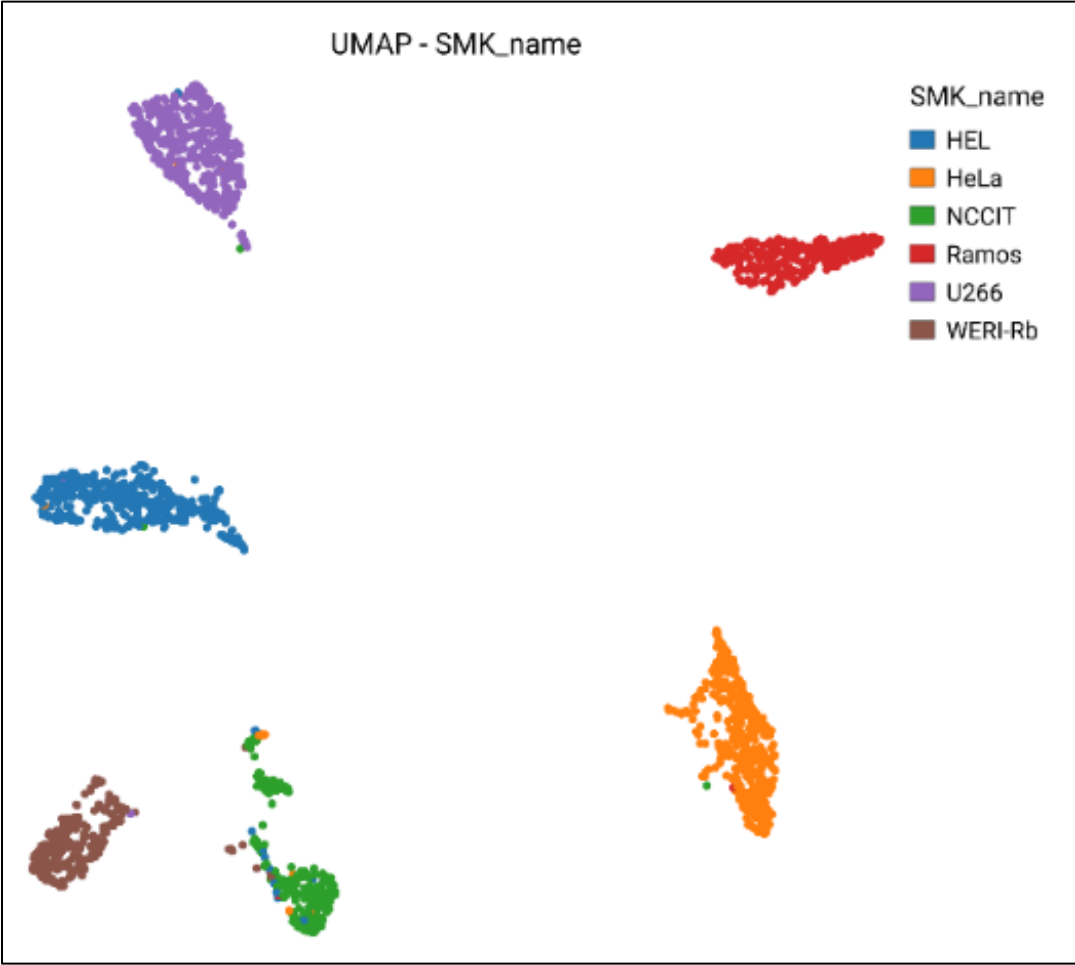 UMAP - SMK_name
SMK_name
HEL
HeLa
NCCIT
Ramos
U266
WERI-Rb